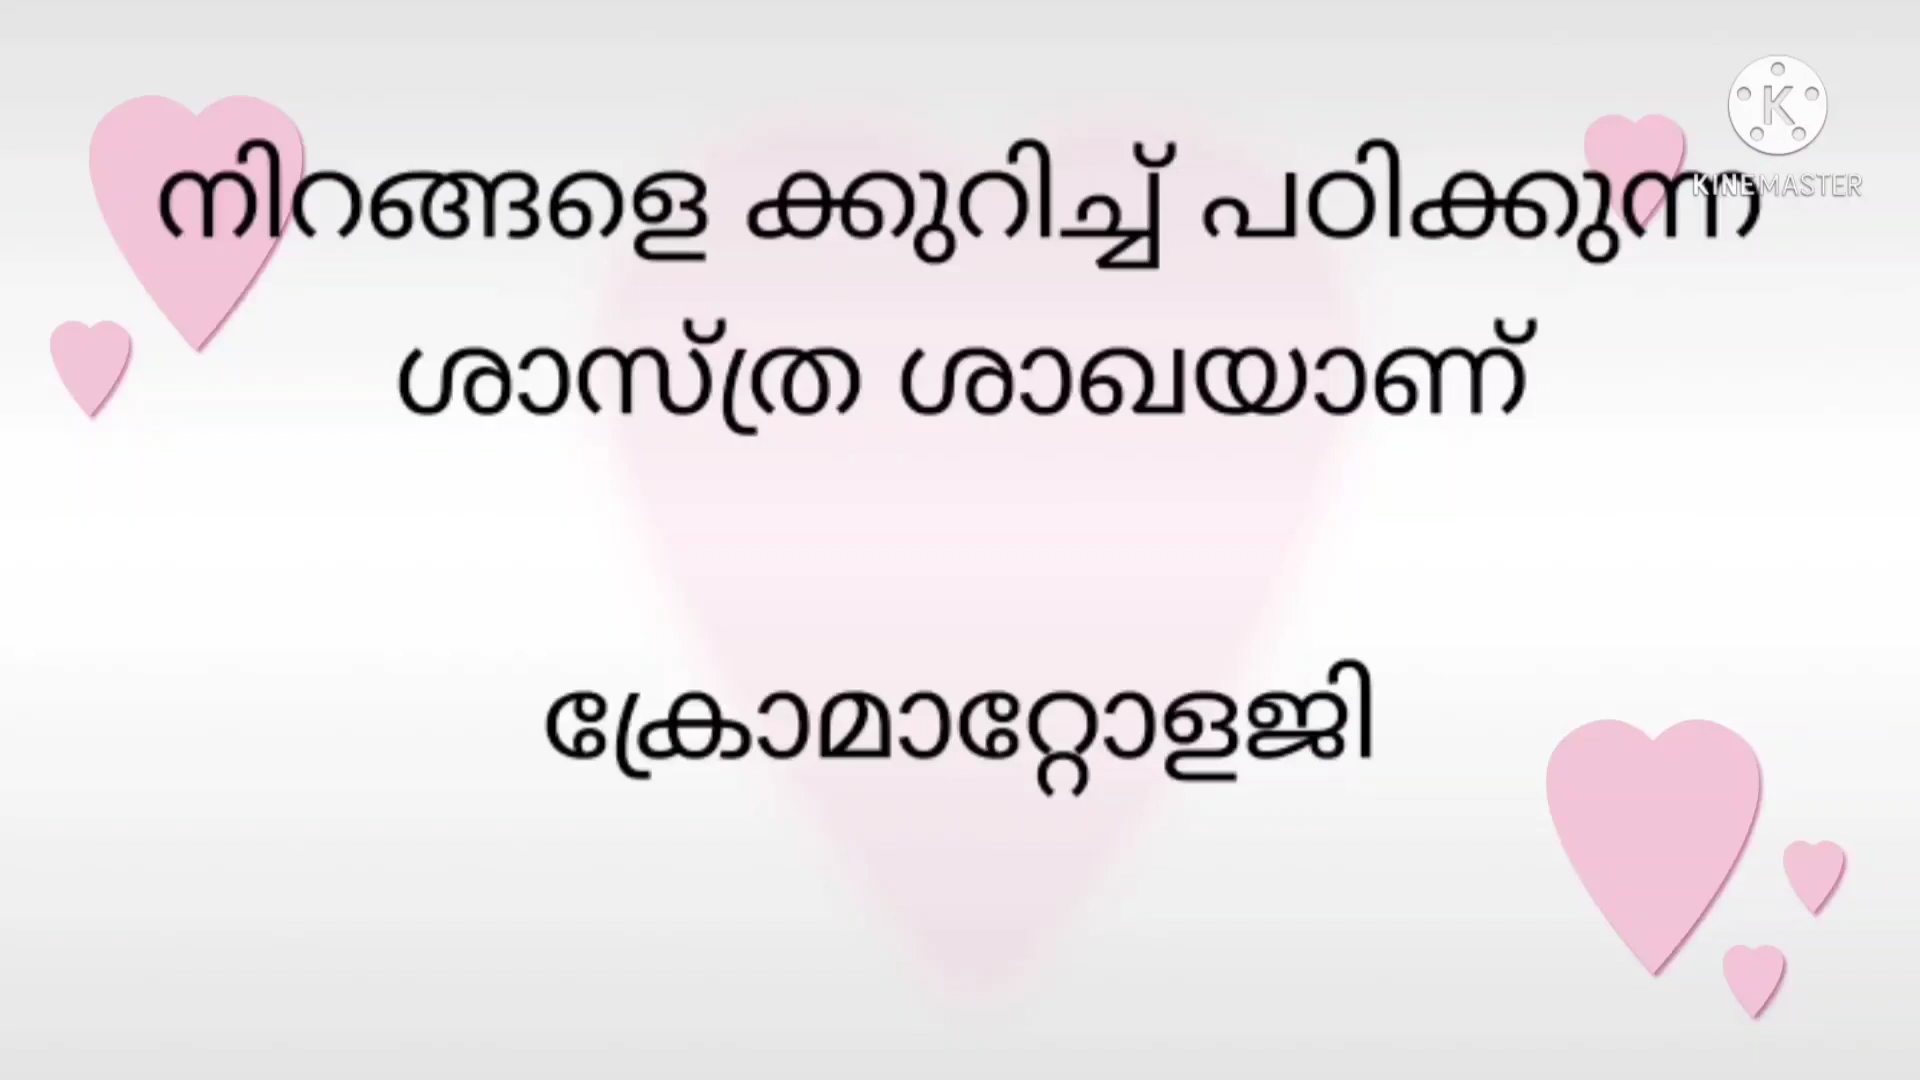 നിറങ്ങളെ ക്കുറിച്ച് പഠിക്കുന്ന
ശാസ്ത്ര ശാഖയാണ്
ക്രോമാറ്റോളജി
K
KINEMASTER